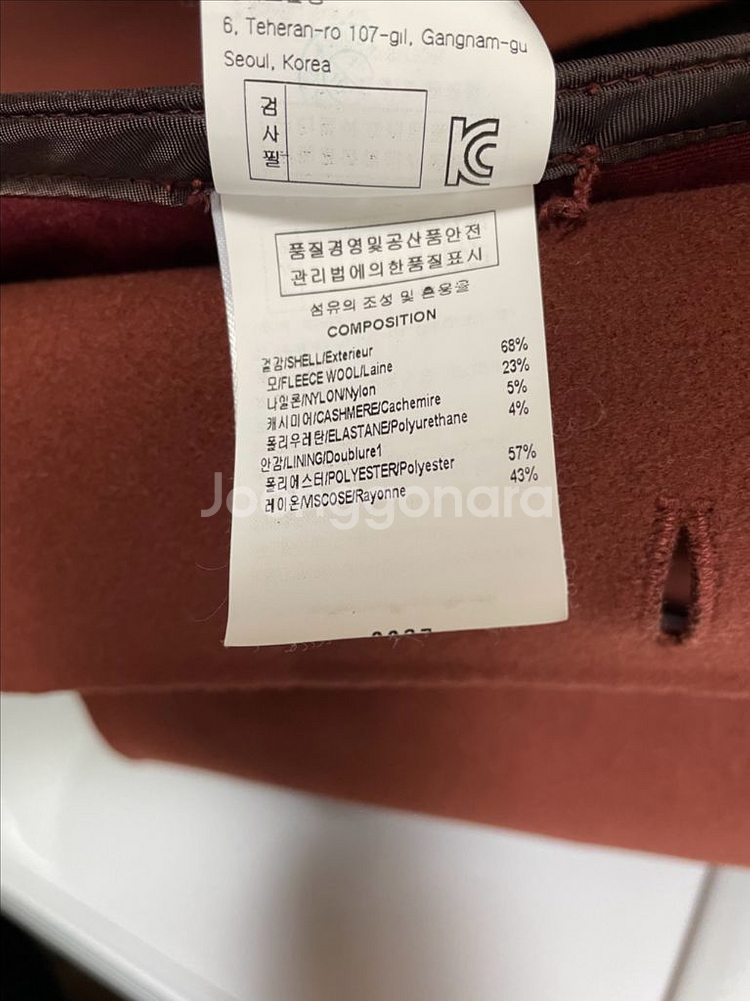 6, Teheran-ro 107-gil, Gangnam-gu
Seoul, Korea
검
사
필
품질경영및공산품안전
관리법에의한품질표시
섬유의 조성 및 혼용율
COMPOSITION
겉감/SHELL/Exterieur
모/FLEECE WOOL/Laine 68%
나일론/NYLON/Nylon 23%
캐시미어/CASHMERE/Cachemire 5%
폴리우레탄/ELASTANE/Polyurethane 4%
안감/LINING/Doublure1
폴리에스터/POLYESTER/Polyester 57%
레이온/VISCOSE/Rayonne 43%
Joonggonara